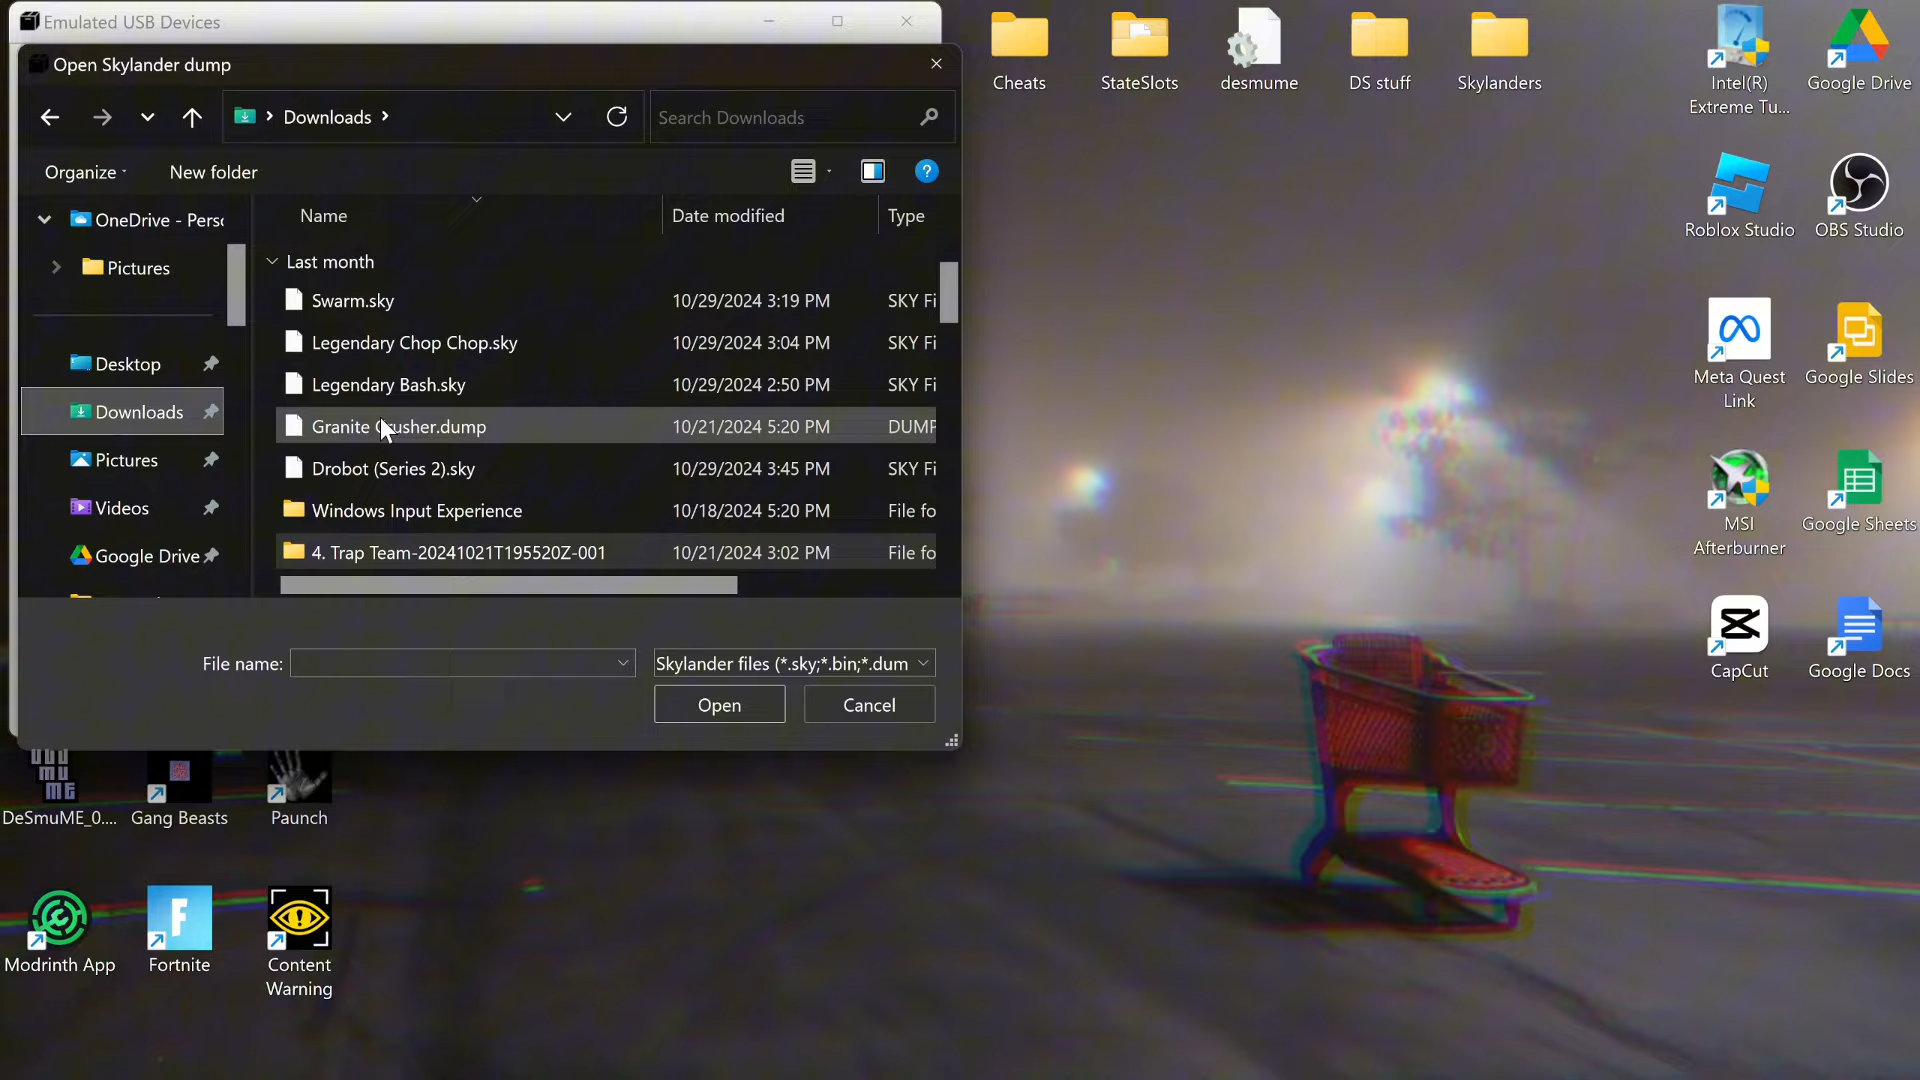 Emulated USB Devices
Open Skylander dump
Downloads
Search Downloads
Organize
New folder
Name
Date modified
Type
OneDrive - Perso
Pictures
Desktop
Downloads
Pictures
Videos
Google Drive
Last month
Swarm.sky 10/29/2024 3:19 PM SKY Fi
Legendary Chop Chop.sky 10/29/2024 3:04 PM SKY Fi
Legendary Bash.sky 10/29/2024 2:50 PM SKY Fi
Granite Crusher.dump 10/21/2024 5:20 PM DUMP
Drobot (Series 2).sky 10/29/2024 3:45 PM SKY Fi
Windows Input Experience 10/18/2024 5:20 PM File fo
4. Trap Team-20241021T195520Z-001 10/21/2024 3:02 PM File fo
File name:
Skylander files (*.sky;*.bin;*.dum
Open
Cancel
Cheats
StateSlots
desmume
DS stuff
Skylanders
Intel(R)
Extreme Tu...
Google Drive
Roblox Studio
OBS Studio
Meta Quest
Link
Google Slides
MSI
Afterburner
Google Sheets
CapCut
Google Docs
DeSmuME_0....
Gang Beasts
Paunch
Modrinth App
Fortnite
Content
Warning